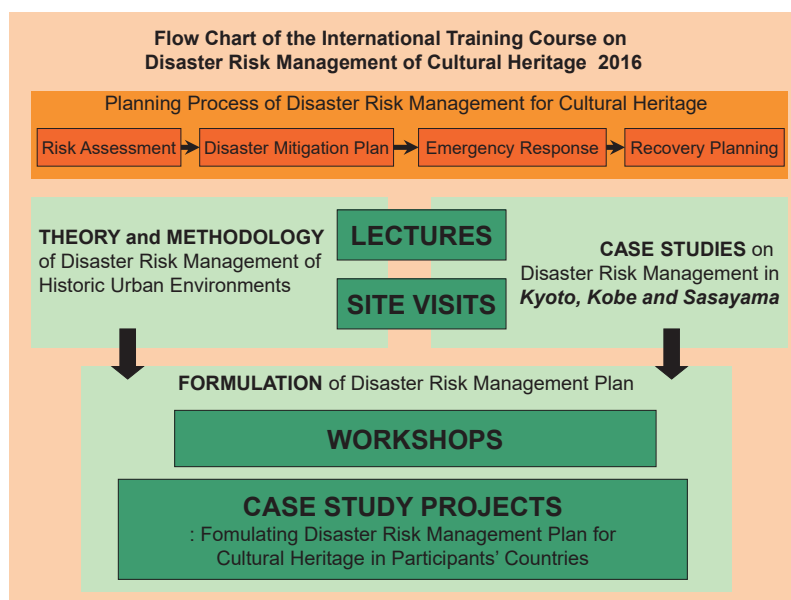 Flow Chart of the International Training Course on
Disaster Risk Management of Cultural Heritage 2016
Planning Process of Disaster Risk Management for Cultural Heritage
Risk Assessment
Disaster Mitigation Plan
Emergency Response
Recovery Planning
THEORY and METHODOLOGY
of Disaster Risk Management of
Historic Urban Environments
LECTURES
SITE VISITS
CASE STUDIES on
Disaster Risk Management in
Kyoto, Kobe and Sasayama
FORMULATION of Disaster Risk Management Plan
WORKSHOPS
CASE STUDY PROJECTS
: Fomulating Disaster Risk Management Plan for
Cultural Heritage in Participants’ Countries